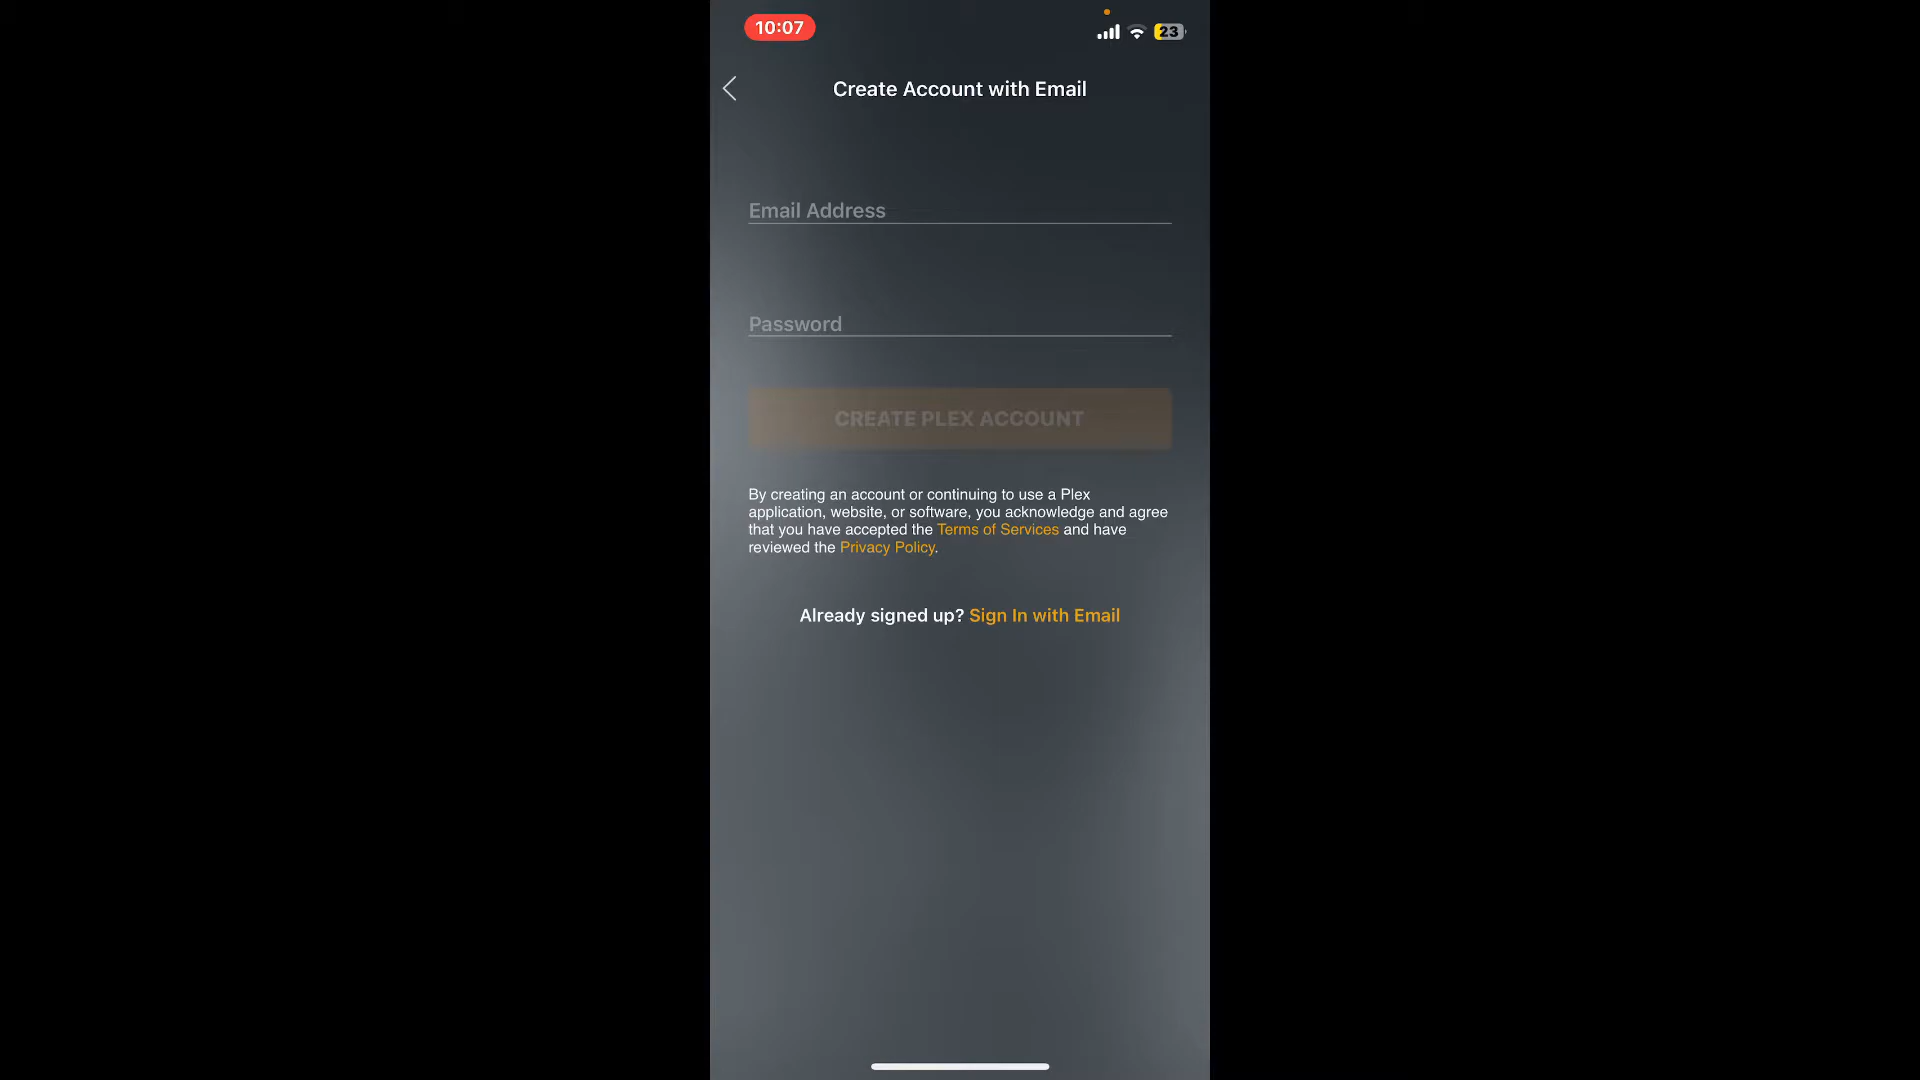 10:07
23
Create Account with Email
Email Address
Password
CREATE PLEX ACCOUNT
By creating an account or continuing to use a Plex
application, website, or software, you acknowledge and agree
that you have accepted the Terms of Services and have
reviewed the Privacy Policy.
Already signed up? Sign In with Email